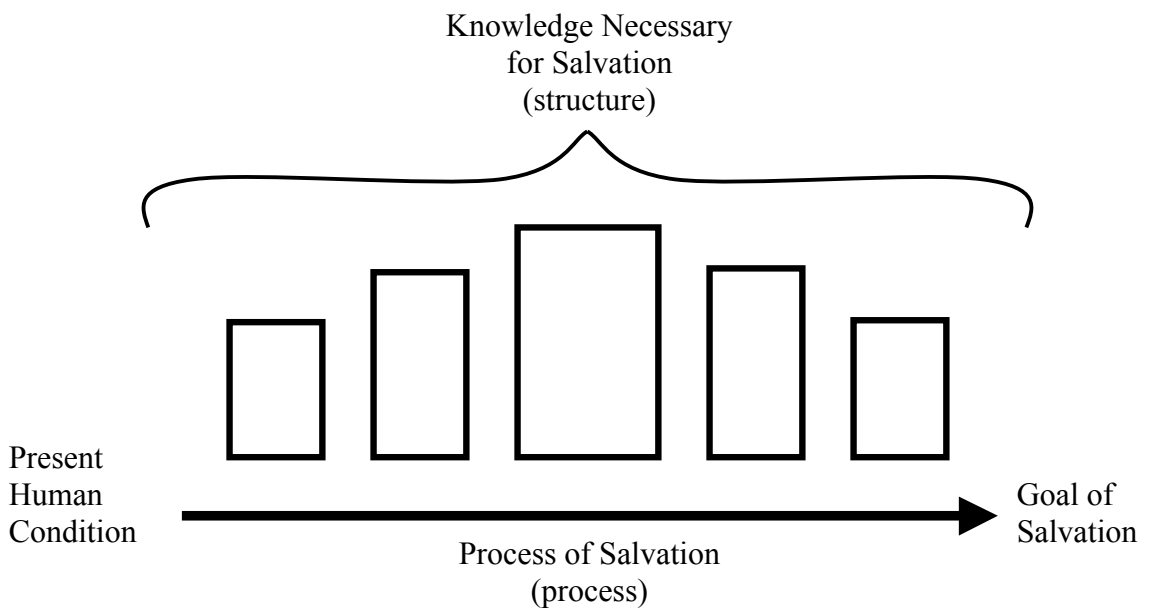 Knowledge Necessary
for Salvation
(structure)
Present
Human
Condition
Goal of
Salvation
Process of Salvation
(process)